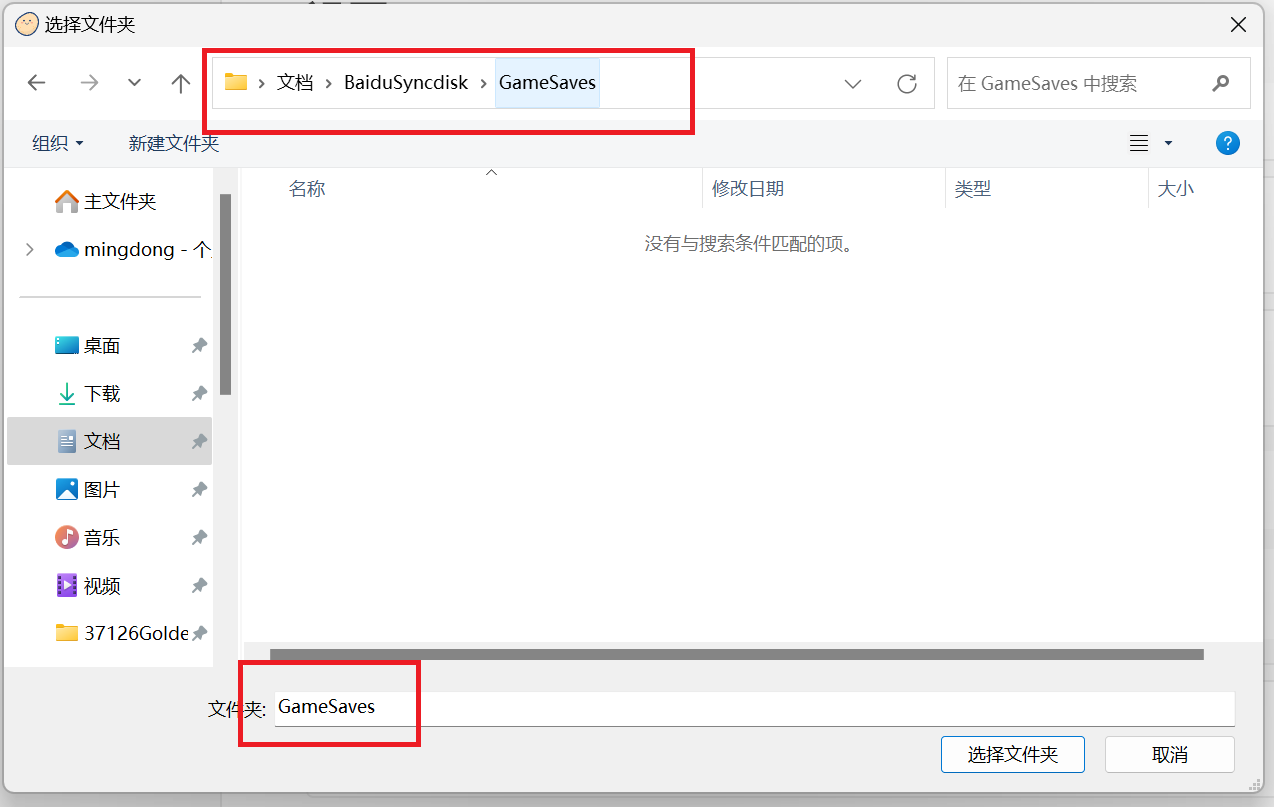 选择文件夹
文档 BaiduSyncdisk GameSaves
在 GameSaves 中搜索
组织 新建文件夹
名称 修改日期 类型 大小
没有与搜索条件匹配的项。
主文件夹
mingdong - 个
桌面
下载
文档
图片
音乐
视频
37126Golde
文件夹: GameSaves
选择文件夹 取消